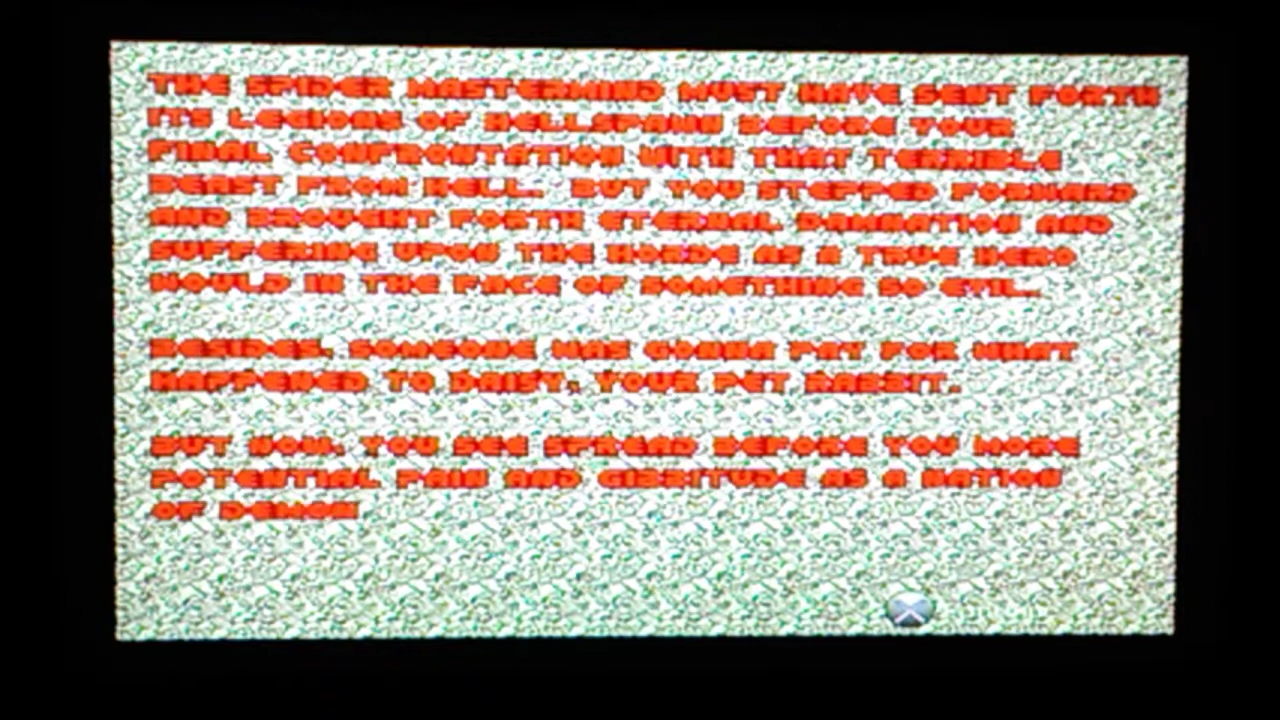 THE SPIDER MASTERMIND MUST HAVE SENT FORTH
ITS LEGIONS OF HELLSPAWN BEFORE YOUR
FINAL CONFRONTATION WITH THAT TERRIBLE
BEAST FROM HELL. BUT YOU STEPPED FORWARD
AND BROUGHT FORTH ETERNAL DAMNATION AND
SUFFERING UPON THE HORDE AS A TRUE HERO
WOULD IN THE FACE OF SOMETHING SO EVIL.
BESIDES, SOMEONE WAS GONNA PAY FOR WHAT
HAPPENED TO DAISY, YOUR PET RABBIT.
BUT NOW, YOU SEE SPREAD BEFORE YOU MORE
POTENTIAL PAIN AND GIBBITUDE AS A NATION
OF DEMON